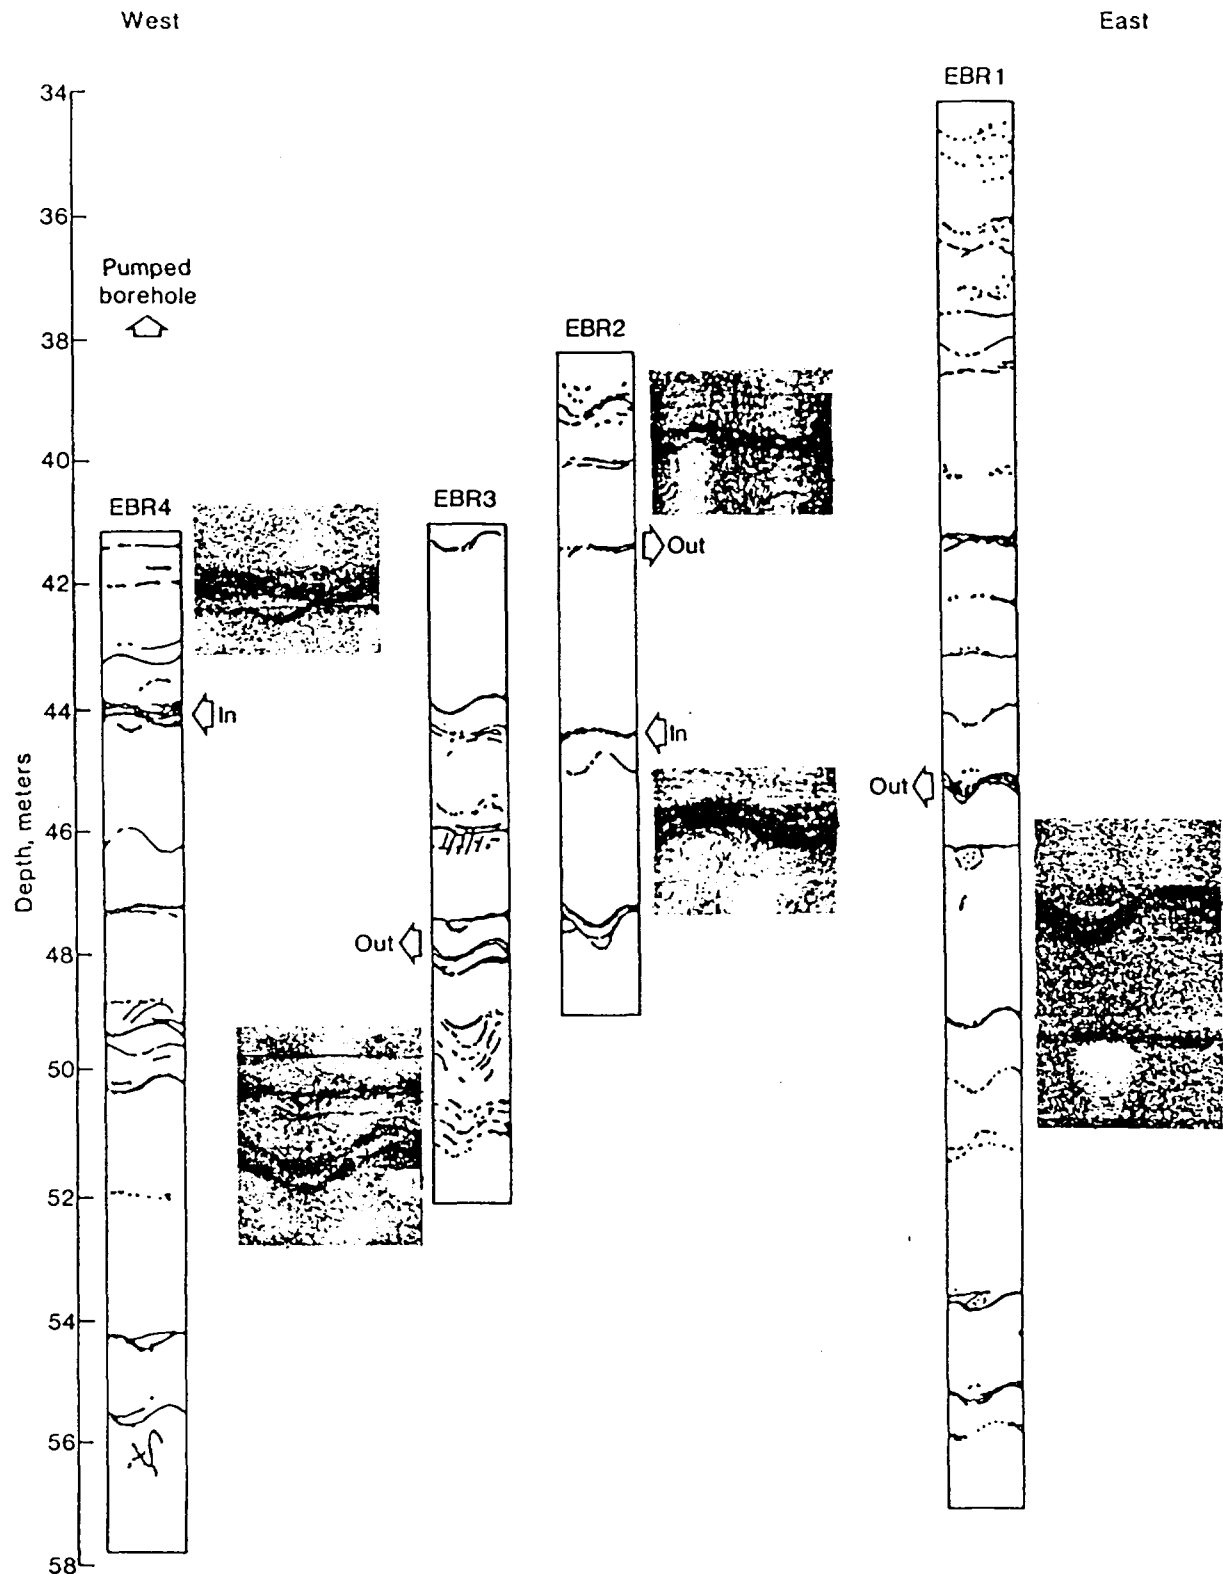 West
East
EBR1
34
36
Pumped
borehole
38
EBR2
40
EBR4
EBR3
Out
42
44
In
In
Depth, meters
Out
46
Out
48
50
52
54
56
58